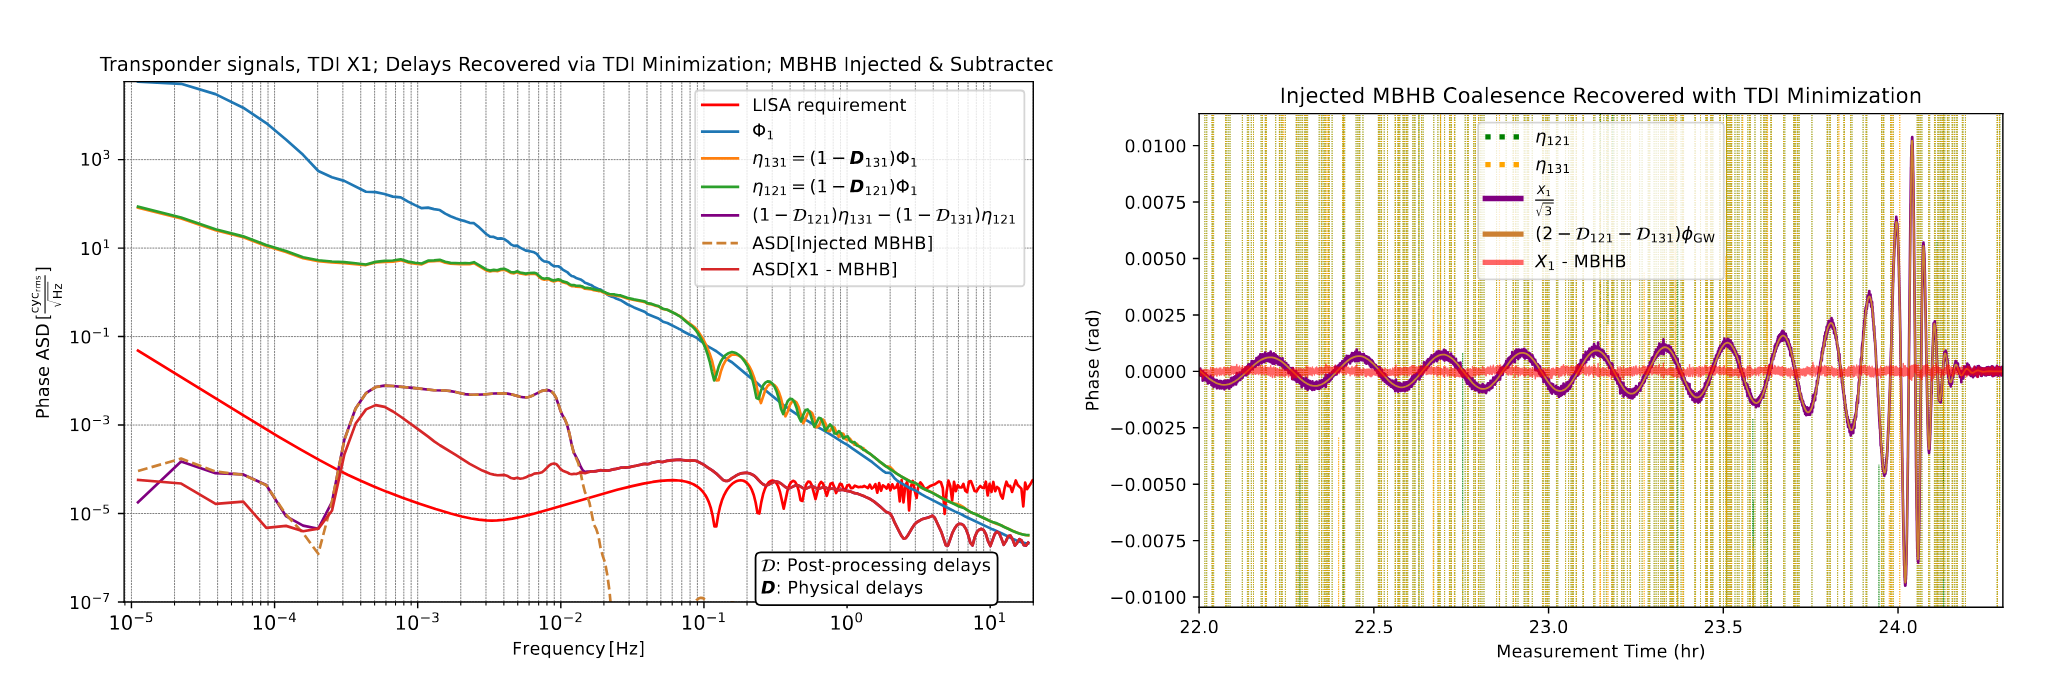 Transponder signals, TDI X1; Delays Recovered via TDI Minimization; MBHB Injected & Subtracted
LISA requirement
Φ₁
η₁₃₁ = (1 − 𝑫₁₃₁)Φ₁
η₁₂₁ = (1 − 𝑫₁₂₁)Φ₁
(1 − 𝒟₁₂₁)η₁₃₁ − (1 − 𝒟₁₃₁)η₁₂₁
ASD[Injected MBHB]
ASD[X1 - MBHB]
Phase ASD [cyc_rms/√Hz]
10³
10¹
10⁻¹
10⁻³
10⁻⁵
10⁻⁷
𝒟: Post-processing delays
𝑫: Physical delays
10⁻⁵ 10⁻⁴ 10⁻³ 10⁻² 10⁻¹ 10⁰ 10¹
Frequency [Hz]
Injected MBHB Coalesence Recovered with TDI Minimization
η₁₂₁
η₁₃₁
X₁/√3
(2 − 𝒟₁₂₁ − 𝒟₁₃₁)ϕ_GW
X₁ - MBHB
Phase (rad)
0.0100
0.0075
0.0050
0.0025
0.0000
−0.0025
−0.0050
−0.0075
−0.0100
22.0 22.5 23.0 23.5 24.0
Measurement Time (hr)